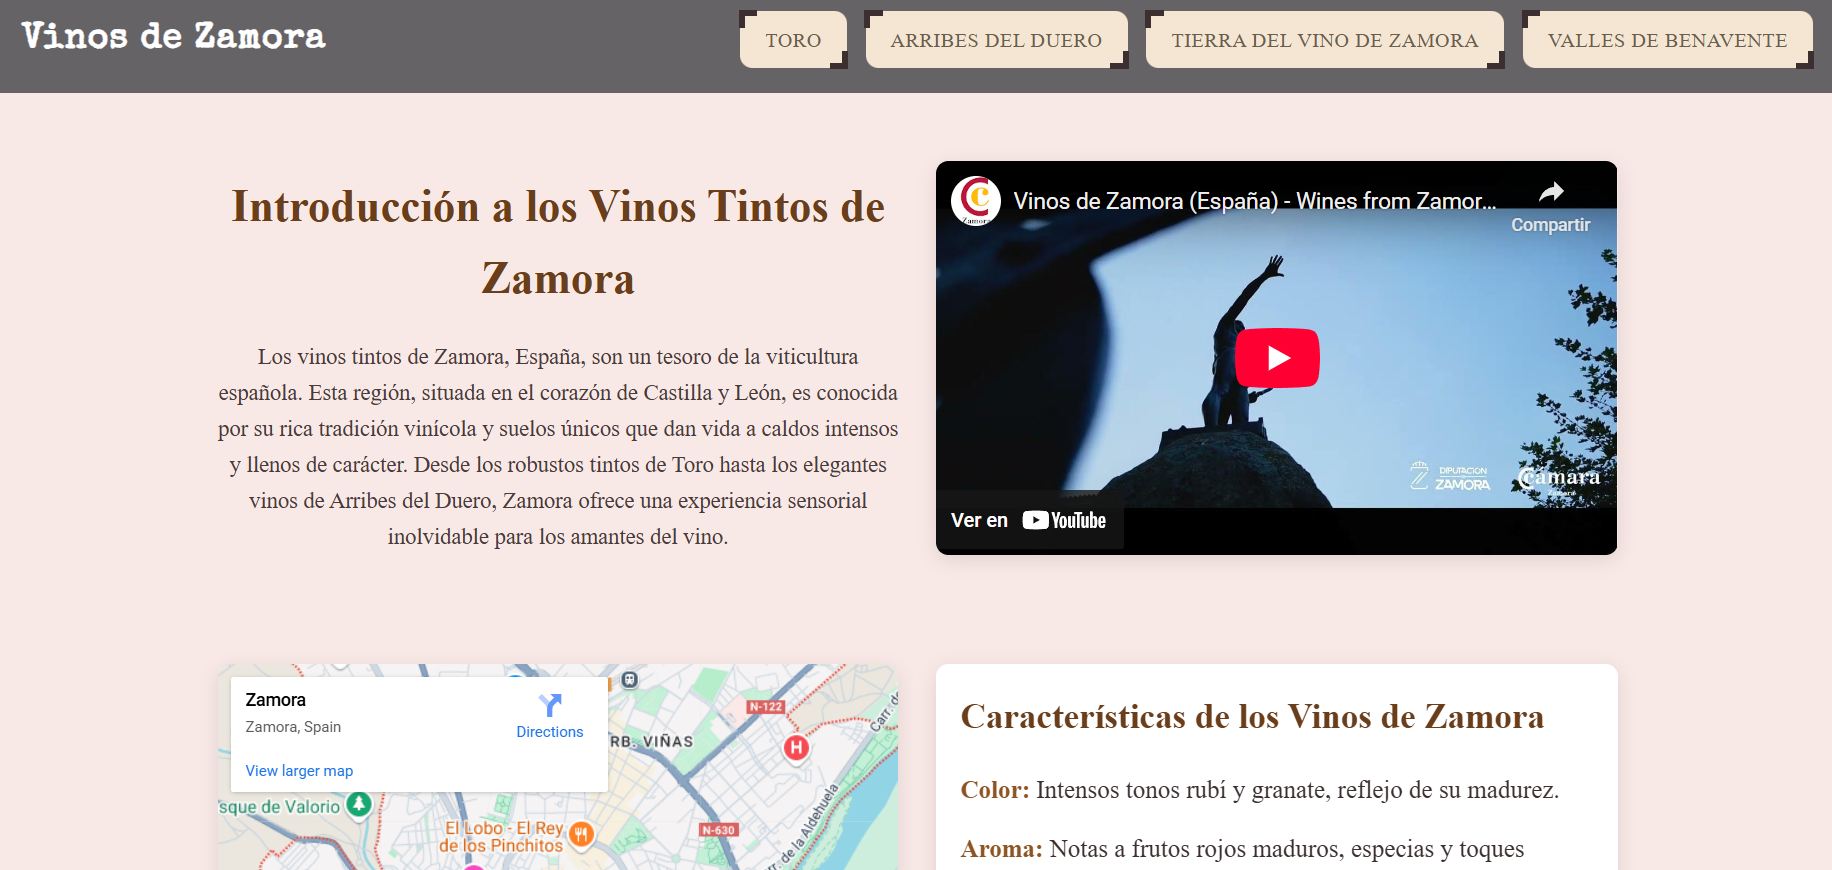 Vinos de Zamora
TORO
ARRIBES DEL DUERO
TIERRA DEL VINO DE ZAMORA
VALLES DE BENAVENTE
Introducción a los Vinos Tintos de
Zamora
Los vinos tintos de Zamora, España, son un tesoro de la viticultura
española. Esta región, situada en el corazón de Castilla y León, es conocida
por su rica tradición vinícola y suelos únicos que dan vida a caldos intensos
y llenos de carácter. Desde los robustos tintos de Toro hasta los elegantes
vinos de Arribes del Duero, Zamora ofrece una experiencia sensorial
inolvidable para los amantes del vino.
Zamora
Vinos de Zamora (España) - Wines from Zamor...
Compartir
DIPUTACIÓN
ZAMORA
Cámara
Zamora
Ver en YouTube
Zamora
Zamora, Spain
Directions
View larger map
RB. VIÑAS
N-122
H
Carr. de
sque de Valorio
El Lobo - El Rey
de los Pinchitos
N-630
rr. de la Aldehuela
Características de los Vinos de Zamora
Color: Intensos tonos rubí y granate, reflejo de su madurez.
Aroma: Notas a frutos rojos maduros, especias y toques